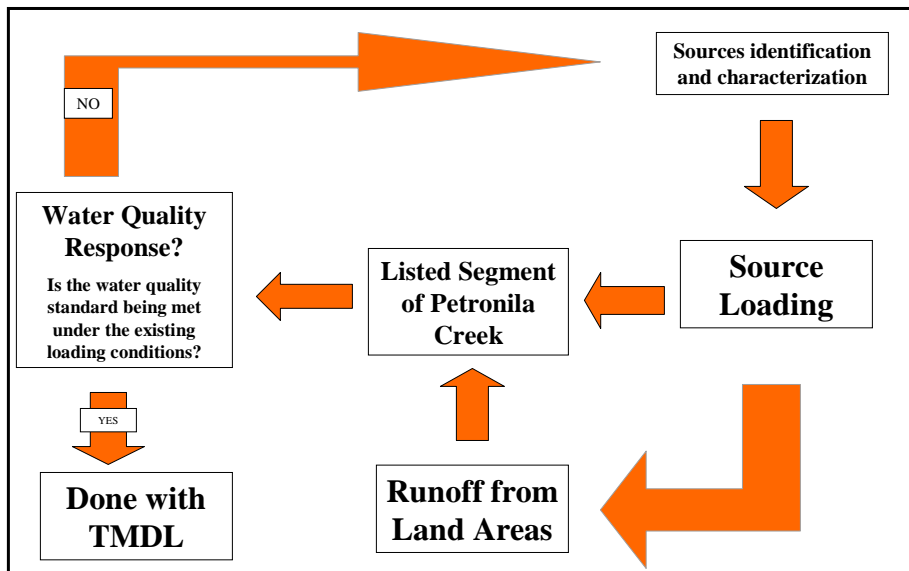 Sources identification
and characterization
NO
Water Quality
Response?
Is the water quality
standard being met
under the existing
loading conditions?
Listed Segment
of Petronila
Creek
Source
Loading
YES
Done with
TMDL
Runoff from
Land Areas